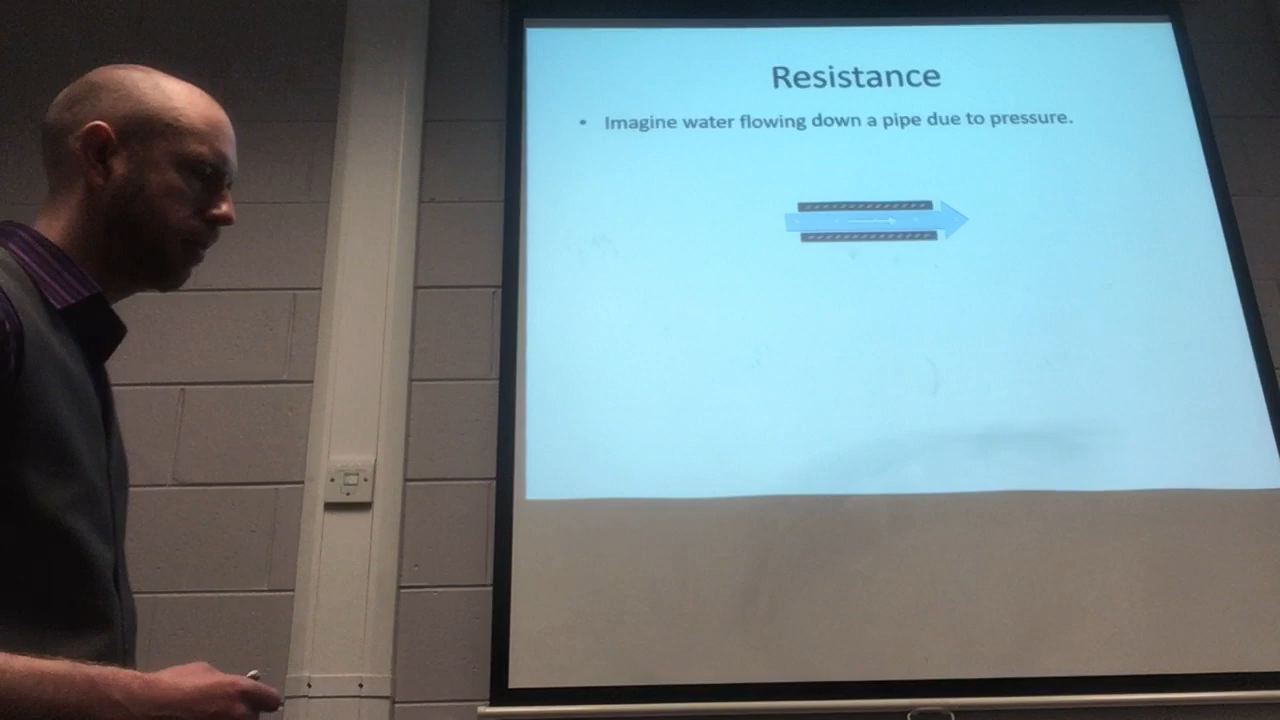 Resistance
• Imagine water flowing down a pipe due to pressure.